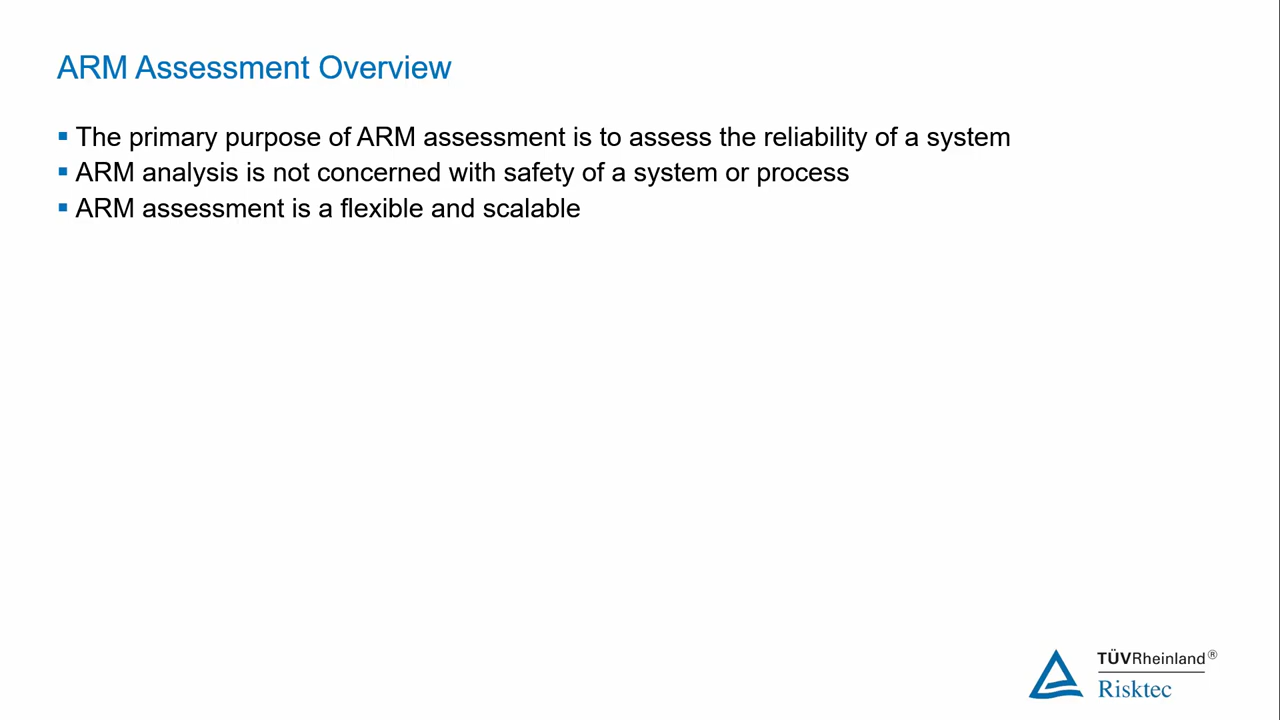 ARM Assessment Overview
▪ The primary purpose of ARM assessment is to assess the reliability of a system
▪ ARM analysis is not concerned with safety of a system or process
▪ ARM assessment is a flexible and scalable
TÜVRheinland®
Risktec